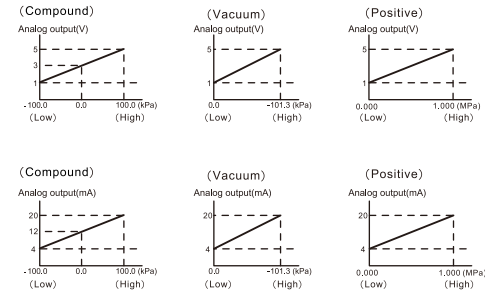 (Compound)
Analog output(V)
5
3
1
-100.0 0.0 100.0 (kPa)
(Low) (High)
(Vacuum)
Analog output(V)
5
1
0.0 -101.3 (kPa)
(Low) (High)
(Positive)
Analog output(V)
5
1
0.000 1.000 (MPa)
(Low) (High)
(Compound)
Analog output(mA)
20
12
4
-100.0 0.0 100.0 (kPa)
(Low) (High)
(Vacuum)
Analog output(mA)
20
4
0.0 -101.3 (kPa)
(Low) (High)
(Positive)
Analog output(mA)
20
4
0.000 1.000 (MPa)
(Low) (High)